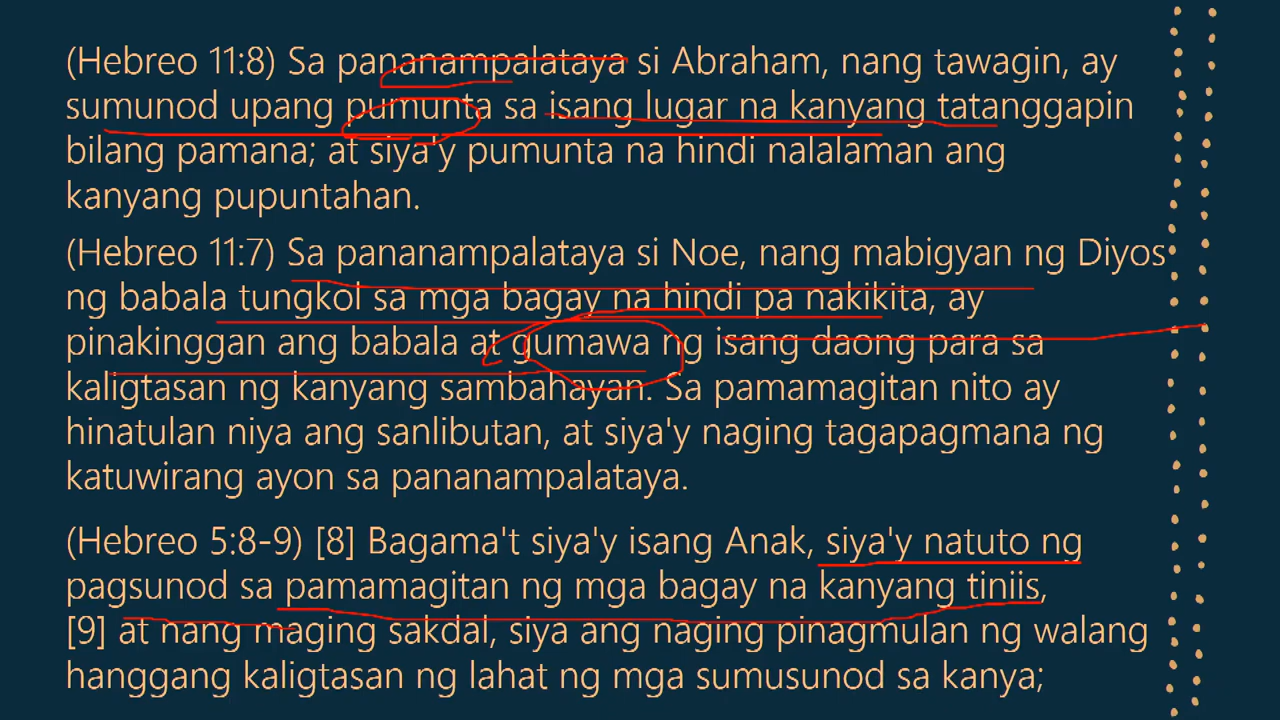 (Hebreo 11:8) Sa pananampalataya si Abraham, nang tawagin, ay
sumunod upang pumunta sa isang lugar na kanyang tatanggapin
bilang pamana; at siya'y pumunta na hindi nalalaman ang
kanyang pupuntahan.
(Hebreo 11:7) Sa pananampalataya si Noe, nang mabigyan ng Diyos
ng babala tungkol sa mga bagay na hindi pa nakikita, ay
pinakinggan ang babala at gumawa ng isang daong para sa
kaligtasan ng kanyang sambahayan. Sa pamamagitan nito ay
hinatulan niya ang sanlibutan, at siya'y naging tagapagmana ng
katuwirang ayon sa pananampalataya.
(Hebreo 5:8-9) [8] Bagama't siya'y isang Anak, siya'y natuto ng
pagsunod sa pamamagitan ng mga bagay na kanyang tiniis,
[9] at nang maging sakdal, siya ang naging pinagmulan ng walang
hanggang kaligtasan ng lahat ng mga sumusunod sa kanya;